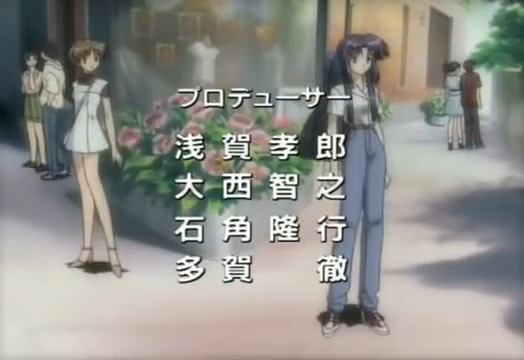 プロデューサー
浅賀孝郎
大西智之
石角隆行
多賀　徹